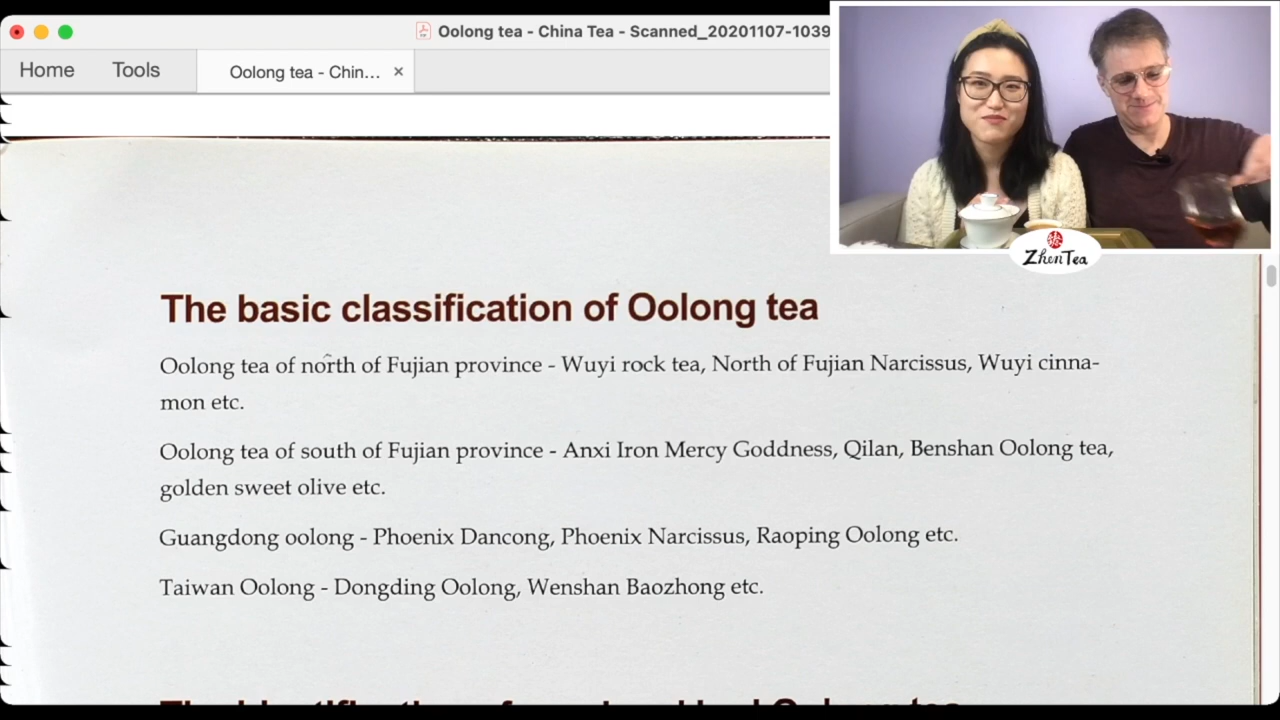 Oolong tea - China Tea - Scanned_20201107-1039
Home Tools Oolong tea - Chin... ×
ZhenTea
The basic classification of Oolong tea
Oolong tea of north of Fujian province - Wuyi rock tea, North of Fujian Narcissus, Wuyi cinna-
mon etc.
Oolong tea of south of Fujian province - Anxi Iron Mercy Goddness, Qilan, Benshan Oolong tea,
golden sweet olive etc.
Guangdong oolong - Phoenix Dancong, Phoenix Narcissus, Raoping Oolong etc.
Taiwan Oolong - Dongding Oolong, Wenshan Baozhong etc.